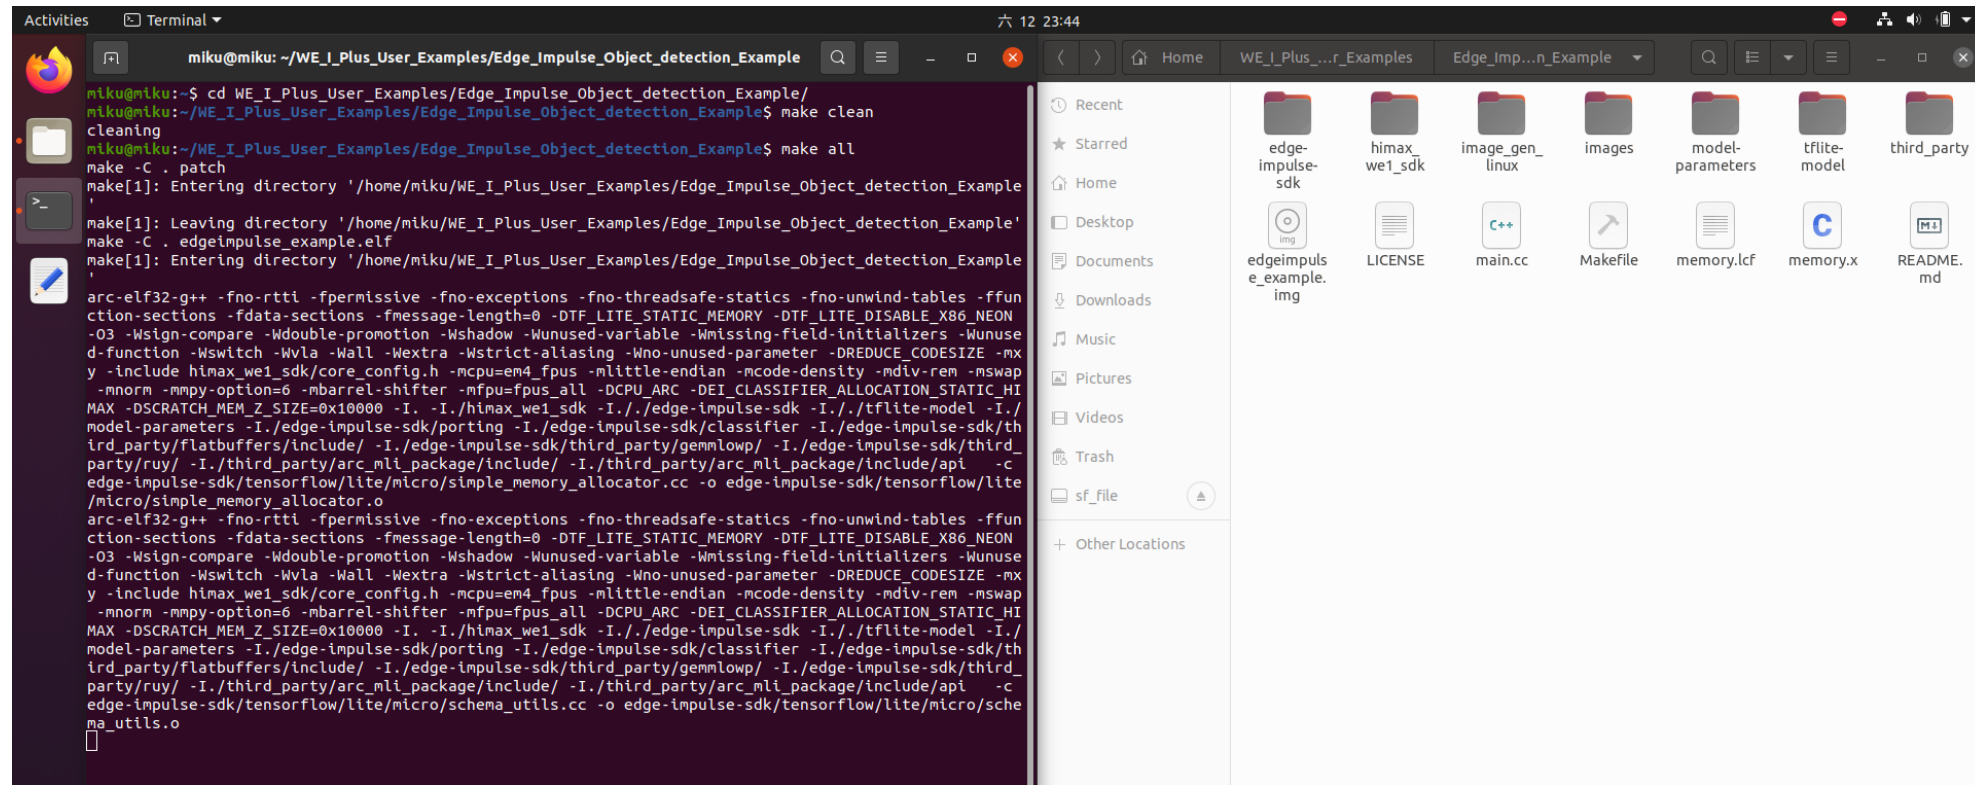 Activities
Terminal
六 12 23:44
miku@miku: ~/WE_I_Plus_User_Examples/Edge_Impulse_Object_detection_Example
miku@miku:~$ cd WE_I_Plus_User_Examples/Edge_Impulse_Object_detection_Example/
miku@miku:~/WE_I_Plus_User_Examples/Edge_Impulse_Object_detection_Example$ make clean
cleaning
miku@miku:~/WE_I_Plus_User_Examples/Edge_Impulse_Object_detection_Example$ make all
make -C . patch
make[1]: Entering directory '/home/miku/WE_I_Plus_User_Examples/Edge_Impulse_Object_detection_Example
'
make[1]: Leaving directory '/home/miku/WE_I_Plus_User_Examples/Edge_Impulse_Object_detection_Example'
make -C . edgeimpulse_example.elf
make[1]: Entering directory '/home/miku/WE_I_Plus_User_Examples/Edge_Impulse_Object_detection_Example
'
arc-elf32-g++ -fno-rtti -fpermissive -fno-exceptions -fno-threadsafe-statics -fno-unwind-tables -ffun
ction-sections -fdata-sections -fmessage-length=0 -DTF_LITE_STATIC_MEMORY -DTF_LITE_DISABLE_X86_NEON
-O3 -Wsign-compare -Wdouble-promotion -Wshadow -Wunused-variable -Wmissing-field-initializers -Wunuse
d-function -Wswitch -Wvla -Wall -Wextra -Wstrict-aliasing -Wno-unused-parameter -DREDUCE_CODESIZE -mx
y -include himax_we1_sdk/core_config.h -mcpu=em4_fpus -mlittle-endian -mcode-density -mdiv-rem -mswap
-mnorm -mmpy-option=6 -mbarrel-shifter -mfpu=fpus_all -DCPU_ARC -DEI_CLASSIFIER_ALLOCATION_STATIC_HI
MAX -DSCRATCH_MEM_Z_SIZE=0x10000 -I. -I./himax_we1_sdk -I././edge-impulse-sdk -I././tflite-model -I./
model-parameters -I./edge-impulse-sdk/porting -I./edge-impulse-sdk/classifier -I./edge-impulse-sdk/th
ird_party/flatbuffers/include/ -I./edge-impulse-sdk/third_party/gemmlowp/ -I./edge-impulse-sdk/third_
party/ruy/ -I./third_party/arc_mli_package/include/ -I./third_party/arc_mli_package/include/api -c
edge-impulse-sdk/tensorflow/lite/micro/simple_memory_allocator.cc -o edge-impulse-sdk/tensorflow/lite
/micro/simple_memory_allocator.o
arc-elf32-g++ -fno-rtti -fpermissive -fno-exceptions -fno-threadsafe-statics -fno-unwind-tables -ffun
ction-sections -fdata-sections -fmessage-length=0 -DTF_LITE_STATIC_MEMORY -DTF_LITE_DISABLE_X86_NEON
-O3 -Wsign-compare -Wdouble-promotion -Wshadow -Wunused-variable -Wmissing-field-initializers -Wunuse
d-function -Wswitch -Wvla -Wall -Wextra -Wstrict-aliasing -Wno-unused-parameter -DREDUCE_CODESIZE -mx
y -include himax_we1_sdk/core_config.h -mcpu=em4_fpus -mlittle-endian -mcode-density -mdiv-rem -mswap
-mnorm -mmpy-option=6 -mbarrel-shifter -mfpu=fpus_all -DCPU_ARC -DEI_CLASSIFIER_ALLOCATION_STATIC_HI
MAX -DSCRATCH_MEM_Z_SIZE=0x10000 -I. -I./himax_we1_sdk -I././edge-impulse-sdk -I././tflite-model -I./
model-parameters -I./edge-impulse-sdk/porting -I./edge-impulse-sdk/classifier -I./edge-impulse-sdk/th
ird_party/flatbuffers/include/ -I./edge-impulse-sdk/third_party/gemmlowp/ -I./edge-impulse-sdk/third_
party/ruy/ -I./third_party/arc_mli_package/include/ -I./third_party/arc_mli_package/include/api -c
edge-impulse-sdk/tensorflow/lite/micro/schema_utils.cc -o edge-impulse-sdk/tensorflow/lite/micro/sche
ma_utils.o
Home
WE_I_Plus_...r_Examples
Edge_Imp...n_Example
Recent
Starred
Home
Desktop
Documents
Downloads
Music
Pictures
Videos
Trash
sf_file
Other Locations
edge-
impulse-
sdk
himax_
we1_sdk
image_gen_
linux
images
model-
parameters
tflite-
model
third_party
img
edgeimpuls
e_example.
img
LICENSE
C++
main.cc
Makefile
memory.lcf
C
memory.x
M↓
README.
md